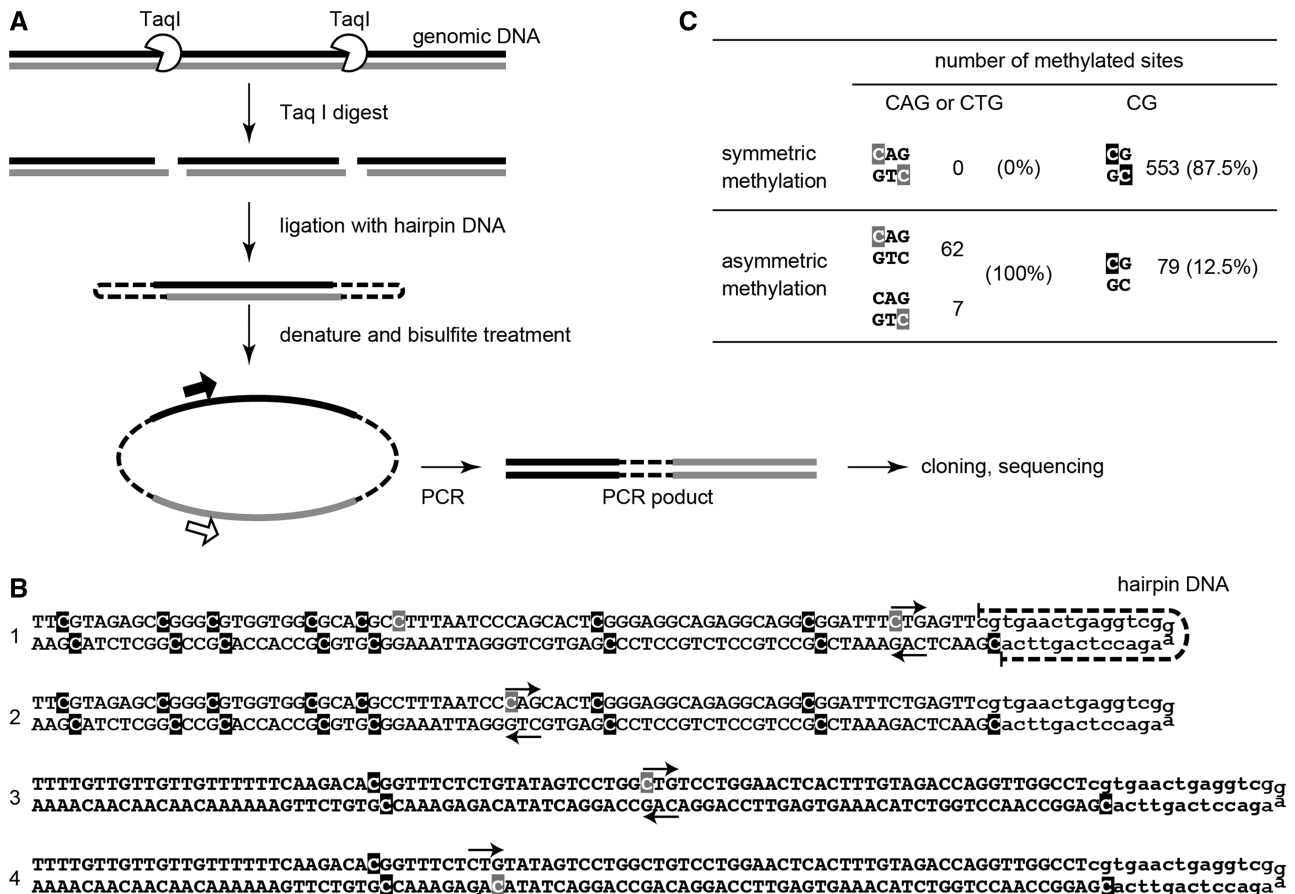 A
TaqI
TaqI
genomic DNA
Taq I digest
ligation with hairpin DNA
denature and bisulfite treatment
PCR
PCR poduct
cloning, sequencing
C
number of methylated sites
CAG or CTG
CG
symmetric
methylation
CAG
GTC
0
(0%)
CG
GC
553 (87.5%)
asymmetric
methylation
CAG
GTC
62
CAG
GTC
7
(100%)
CG
GC
79 (12.5%)
B
hairpin DNA
1
TTCGTAGAGCCGGGCGTGGTGGCGCACGCCTTTAATCCCAGCACTCGGGAGGCAGAGGCAGGCGGATTTCTGAGTTcgtgaactgaggtcgg
AAGCATCTCGGCCCGCACCACCGCGTGCGGAAATTAGGGTCGTGAGCCCTCCGTCTCCGTCCGCCTAAAGACTCAAGCacttgactccagaa
2
TTCGTAGAGCCGGGCGTGGTGGCGCACGCCTTTAATCCCAGCACTCGGGAGGCAGAGGCAGGCGGATTTCTGAGTTcgtgaactgaggtcgg
AAGCATCTCGGCCCGCACCACCGCGTGCGGAAATTAGGGTCGTGAGCCCTCCGTCTCCGTCCGCCTAAAGACTCAAGCacttgactccagaa
3
TTTTGTTGTTGTTGTTTTTTCAAGACACGGTTTCTCTGTATAGTCCTGGCTGTCCTGGAACTCACTTTGTAGACCAGGTTGGCCTcgtgaactgaggtcgg
AAAACAACAACAACAAAAAAGTTCTGTGCCAAAGAGACATATCAGGACCGACAGGACCTTGAGTGAAACATCTGGTCCAACCGGAGCacttgactccagaa
4
TTTTGTTGTTGTTGTTTTTTCAAGACACGGTTTCTCTGTATAGTCCTGGCTGTCCTGGAACTCACTTTGTAGACCAGGTTGGCCTcgtgaactgaggtcgg
AAAACAACAACAACAAAAAAGTTCTGTGCCAAAGAGACATATCAGGACCGACAGGACCTTGAGTGAAACATCTGGTCCAACCGGAGCacttgactccagaa